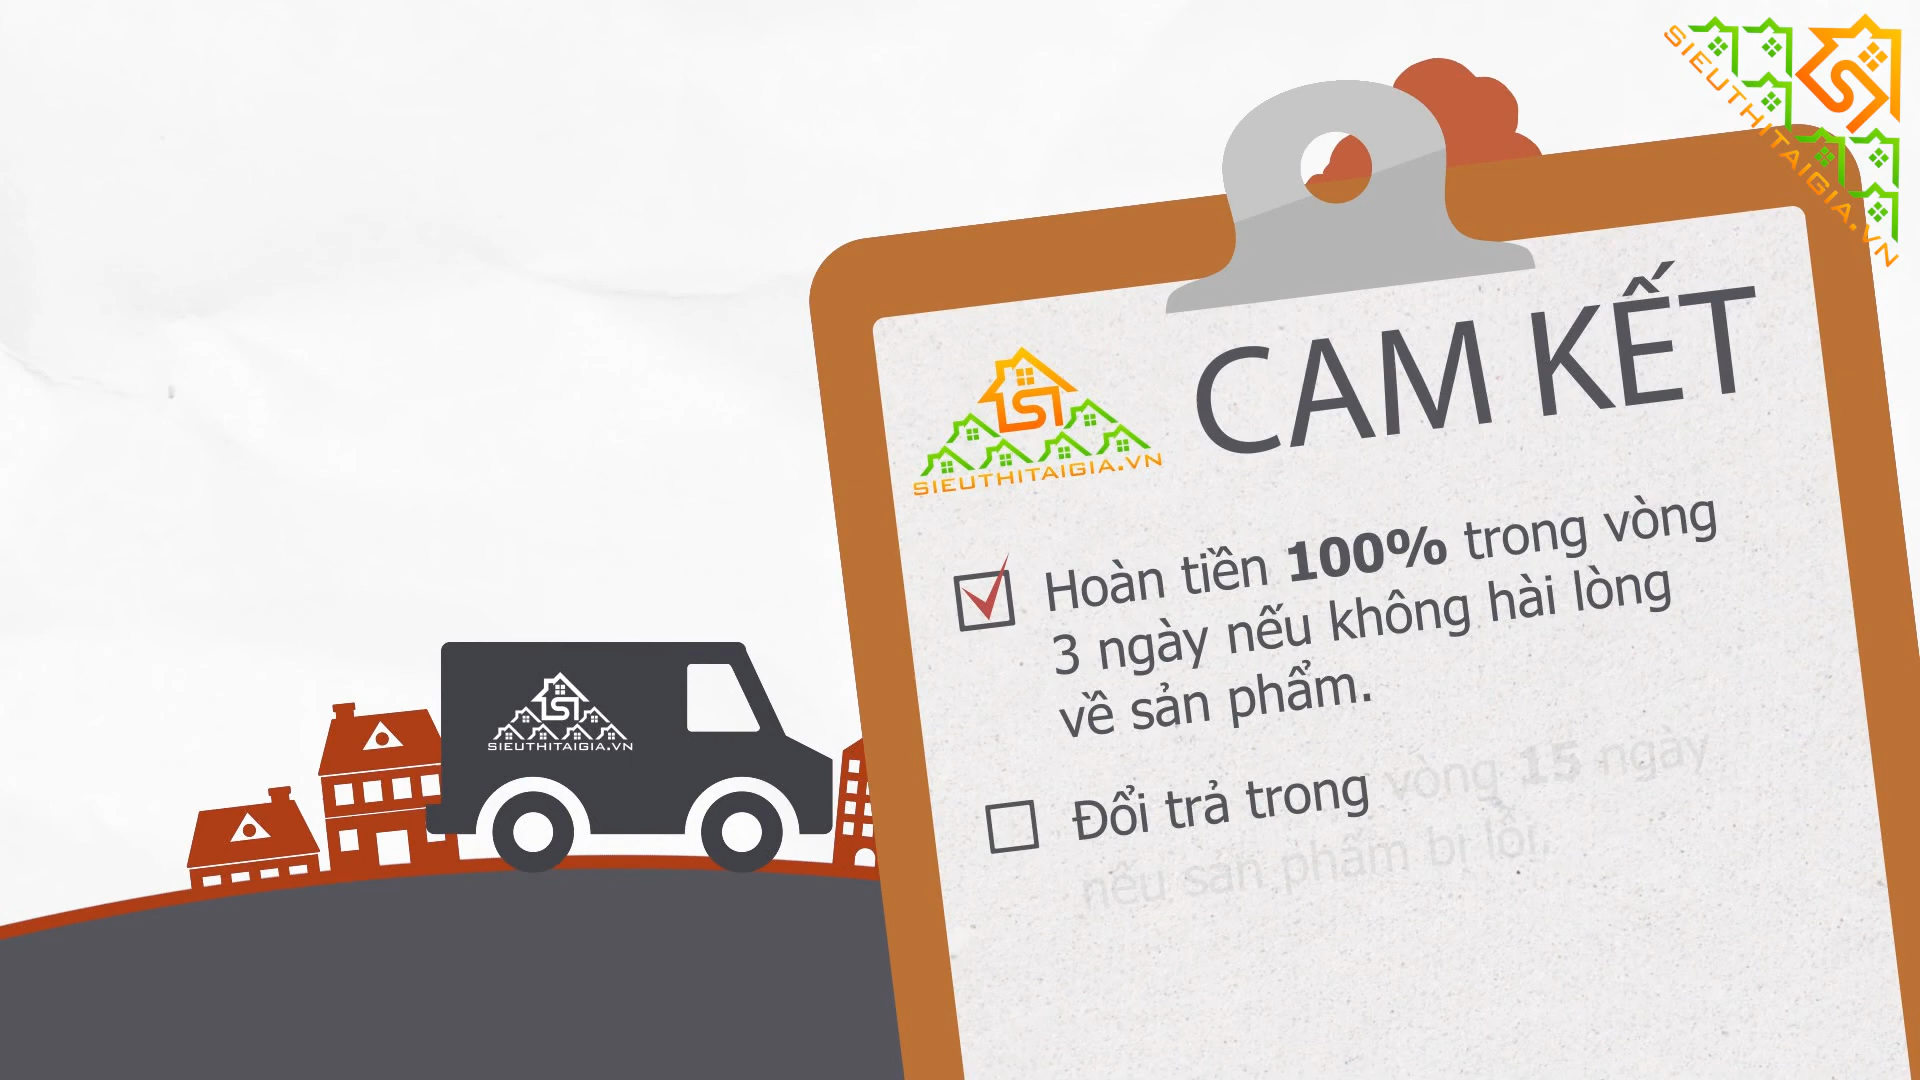 SIEUTHITAIGIA.VN
CAM KẾT
SIEUTHITAIGIA.VN
Hoàn tiền 100% trong vòng
3 ngày nếu không hài lòng
về sản phẩm.
Đổi trả trong vòng 15 ngày
nếu sản phẩm bị lỗi.
SIEUTHITAIGIA.VN